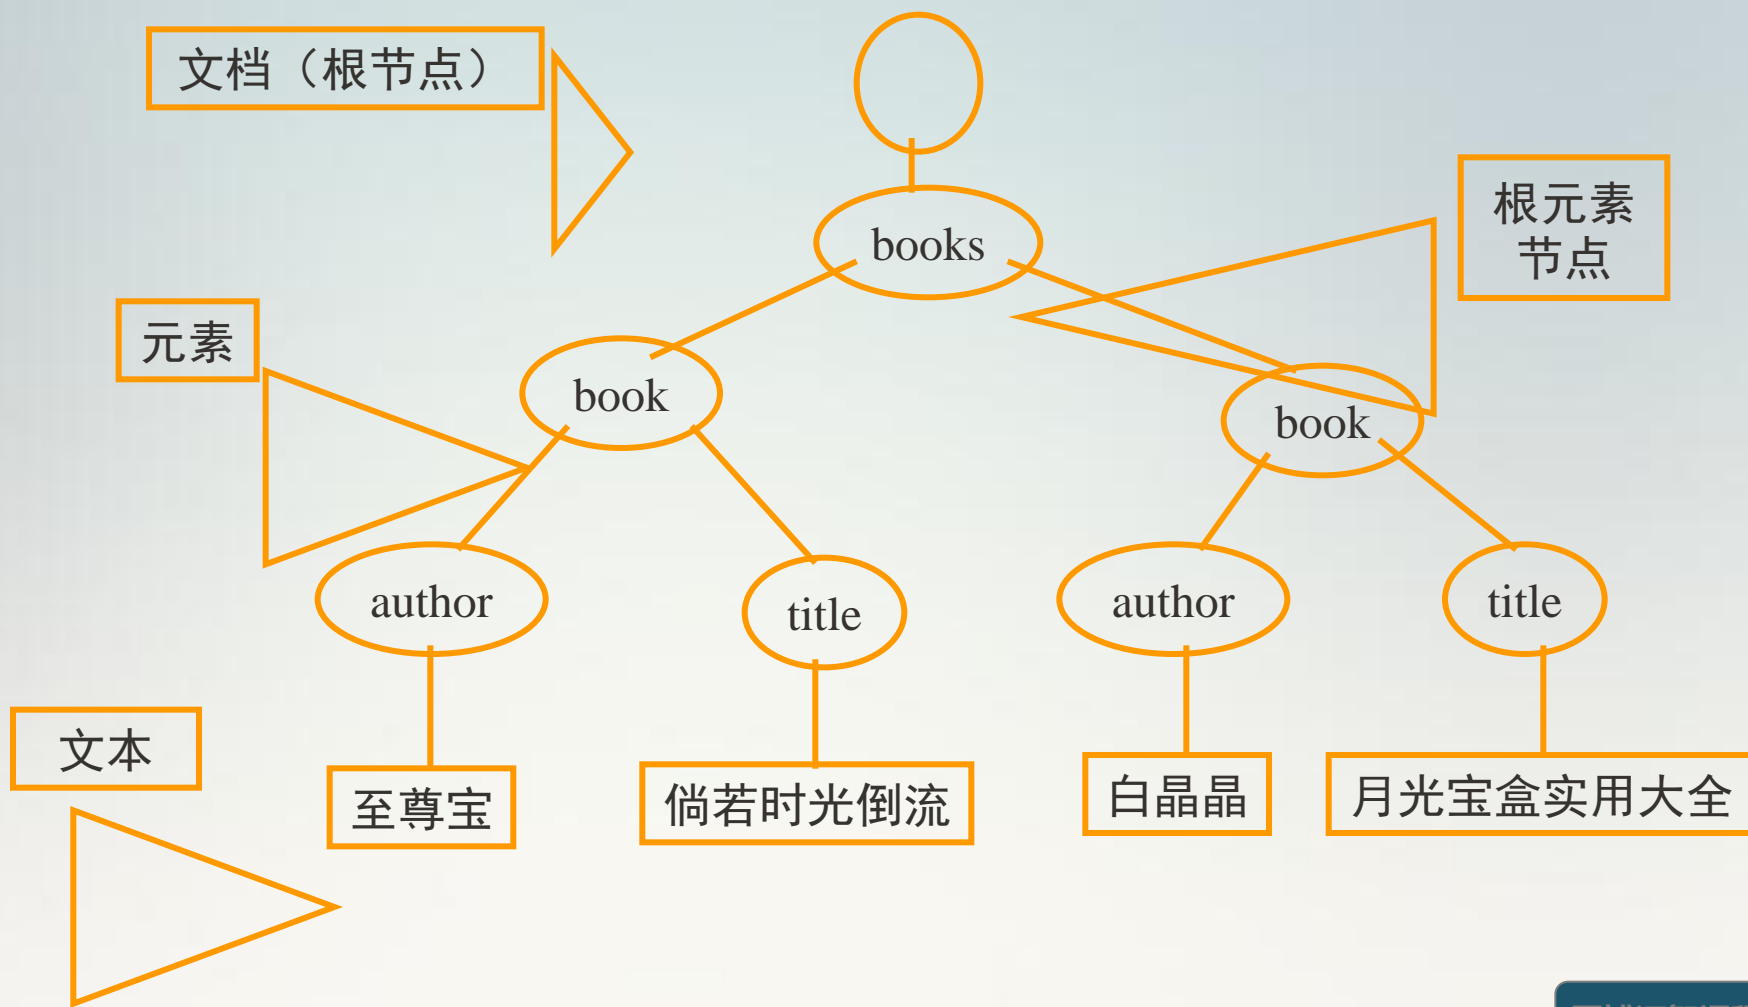 文档（根节点）
根元素
节点
books
元素
book
book
author
title
author
title
文本
至尊宝
倘若时光倒流
白晶晶
月光宝盒实用大全